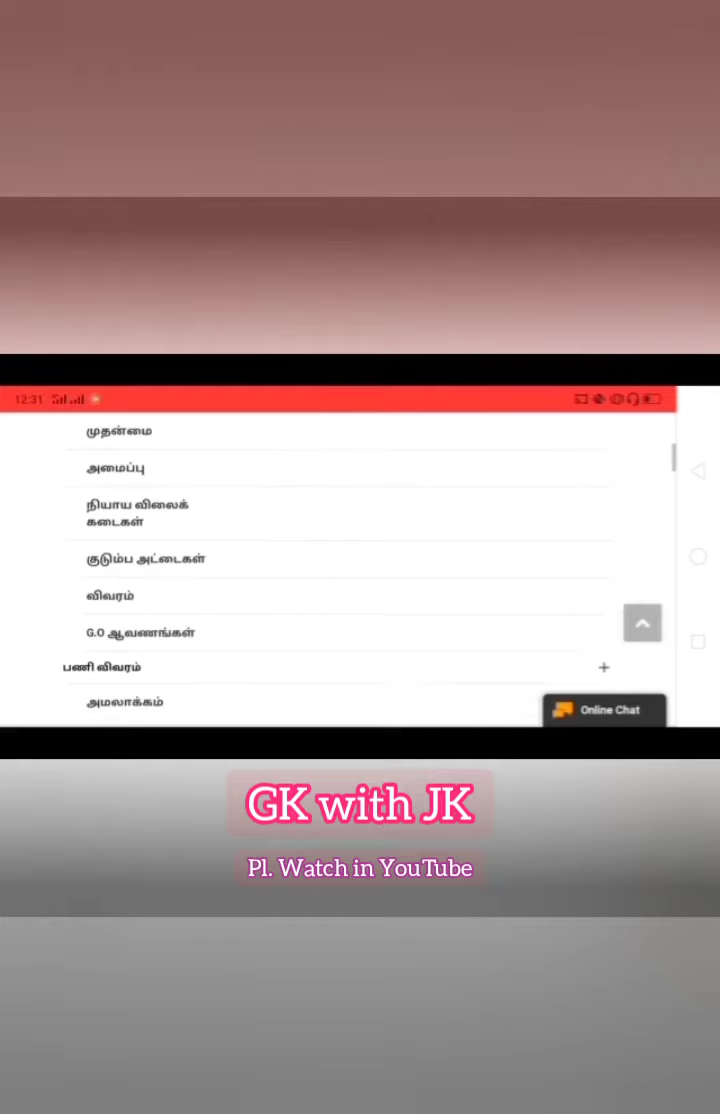 12:31
முதன்மை
அமைப்பு
நியாய விலைக்
கடைகள்
குடும்ப அட்டைகள்
விவரம்
G.O ஆவணங்கள்
பணி விவரம்
அமலாக்கம்
Online Chat
GK with JK
Pl. Watch in YouTube